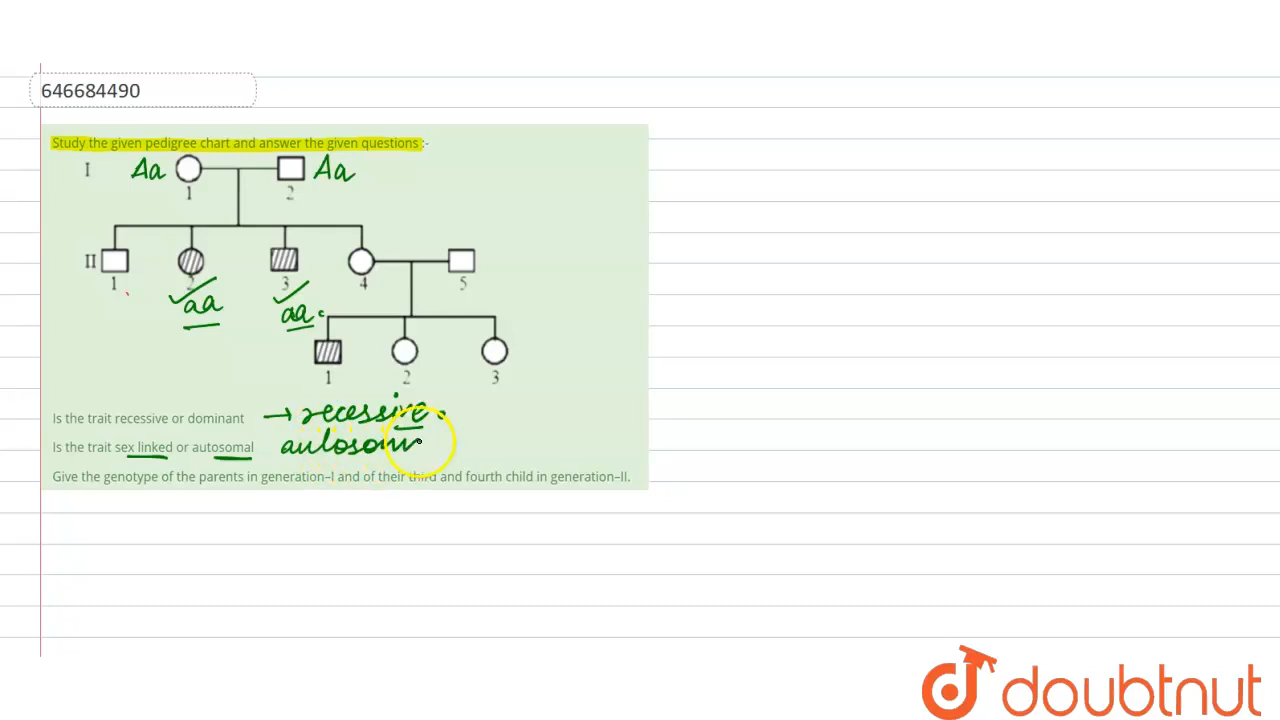 646684490
Study the given pedigree chart and answer the given questions :-
I Aa Aa
1 2
II
1 2 3 4 5
aa aa
1 2 3
Is the trait recessive or dominant → recessive.
Is the trait sex linked or autosomal autosom
Give the genotype of the parents in generation–I and of their third and fourth child in generation–II.
doubtnut